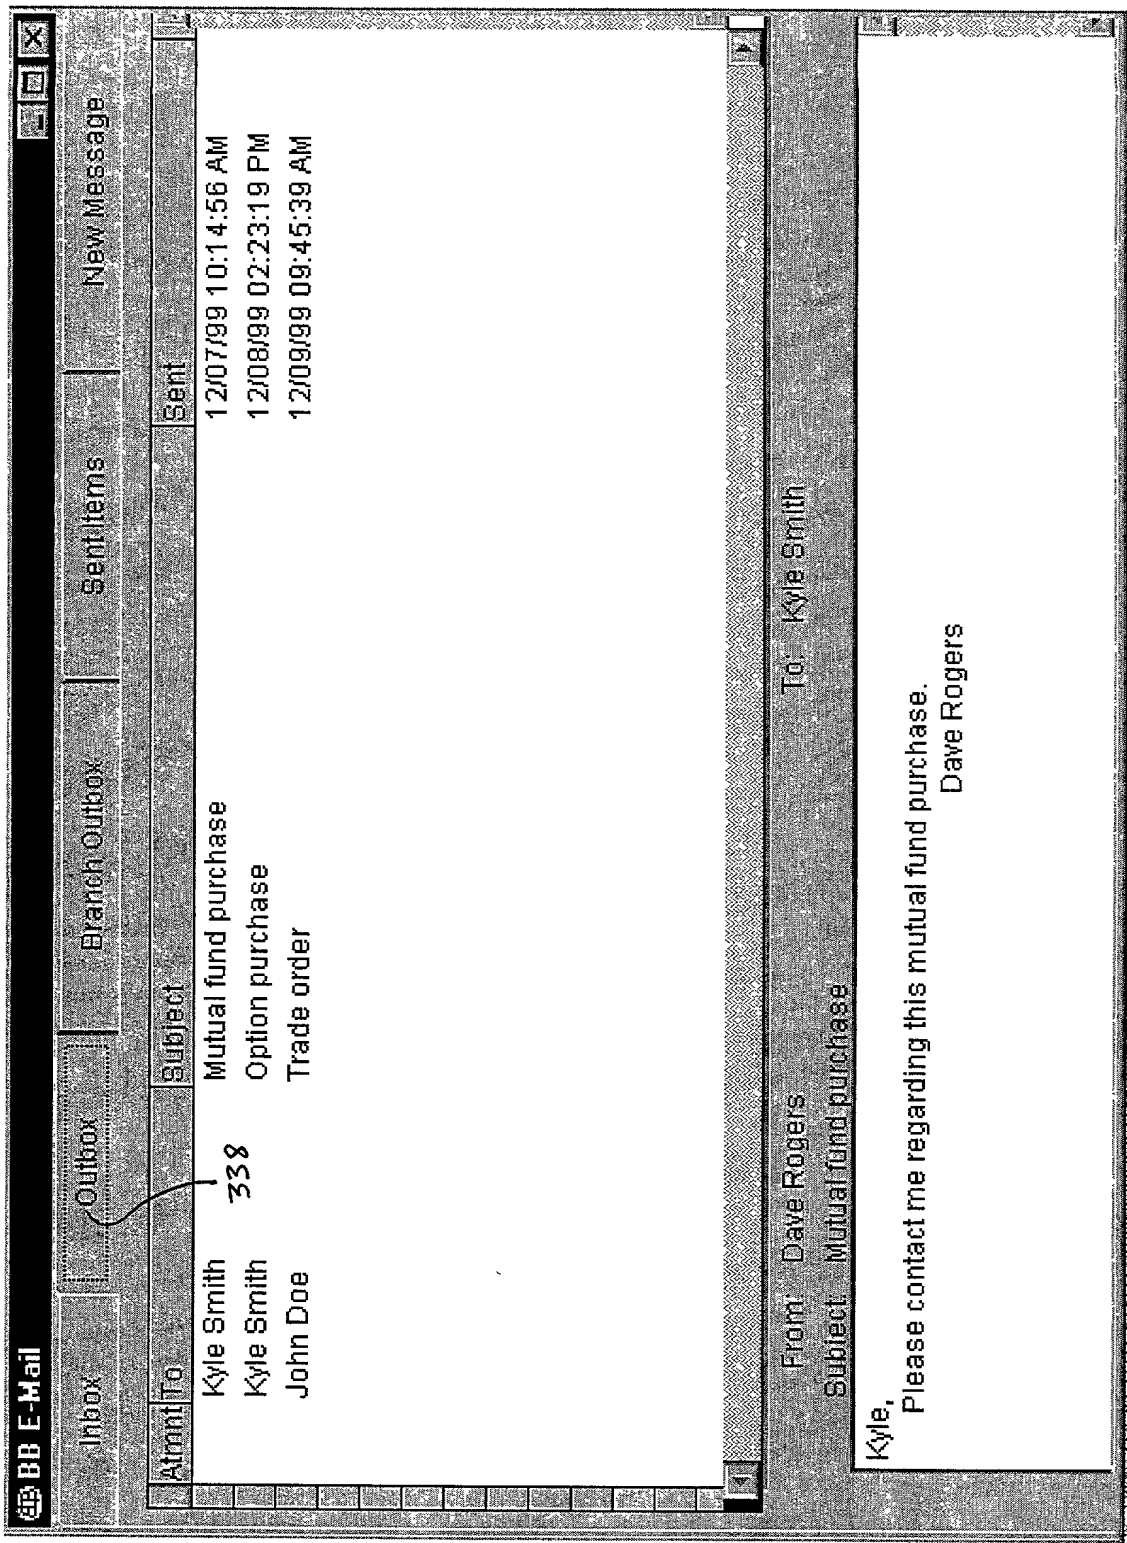 BB E-Mail
Inbox Outbox Branch Outbox Sent Items New Message
338
Atmnt To Subject Sent
Kyle Smith Mutual fund purchase 12/07/99 10:14:56 AM
Kyle Smith Option purchase 12/08/99 02:23:19 PM
John Doe Trade order 12/09/99 09:45:39 AM
From: Dave Rogers To: Kyle Smith
Subject: Mutual fund purchase
Kyle,
Please contact me regarding this mutual fund purchase.
Dave Rogers